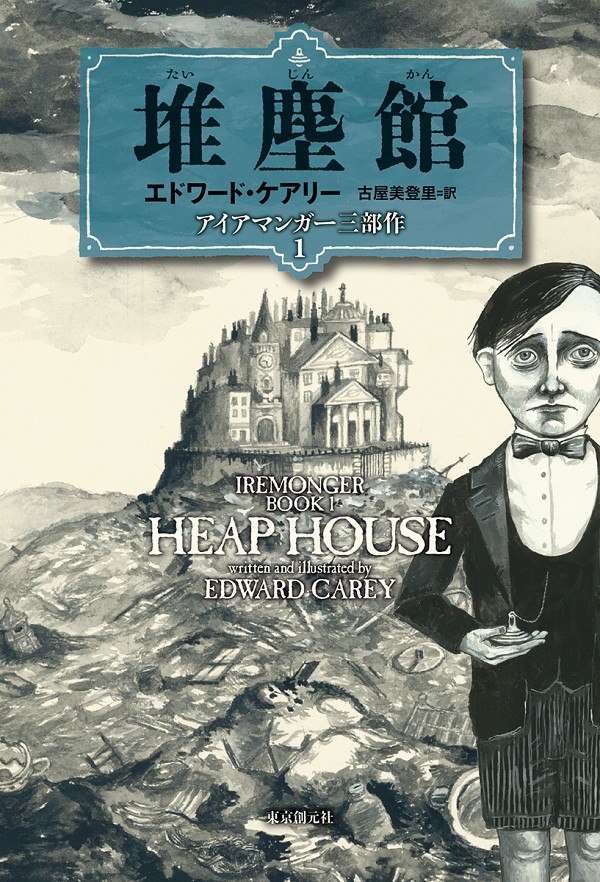 たい じん かん
堆塵館
エドワード・ケアリー 古屋美登里=訳
アイアマンガー三部作
1
IREMONGER
BOOK 1
HEAP HOUSE
written and illustrated by
EDWARD CAREY
東京創元社